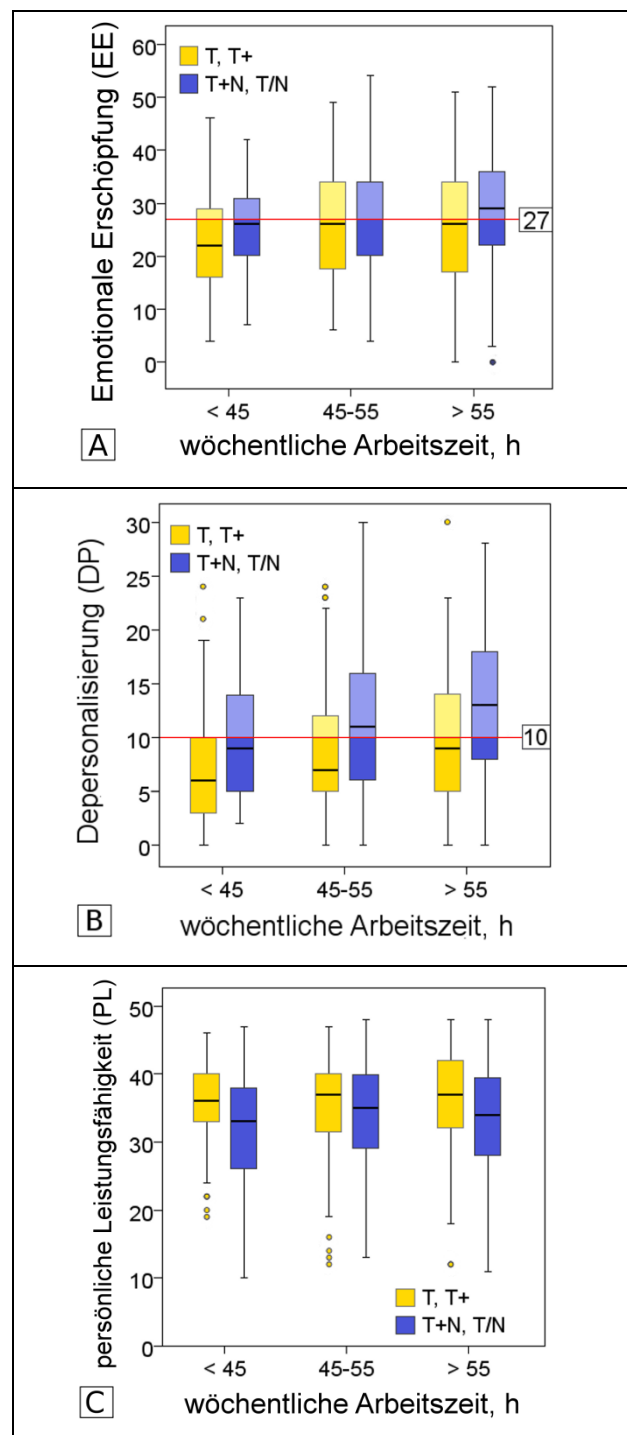 Emotionale Erschöpfung (EE)
60
50
40
30
20
10
0
T, T+
T+N, T/N
27
< 45
45-55
> 55
A
wöchentliche Arbeitszeit, h
Depersonalisierung (DP)
30
25
20
15
10
5
0
T, T+
T+N, T/N
10
< 45
45-55
> 55
B
wöchentliche Arbeitszeit, h
persönliche Leistungsfähigkeit (PL)
50
40
30
20
10
0
T, T+
T+N, T/N
< 45
45-55
> 55
C
wöchentliche Arbeitszeit, h